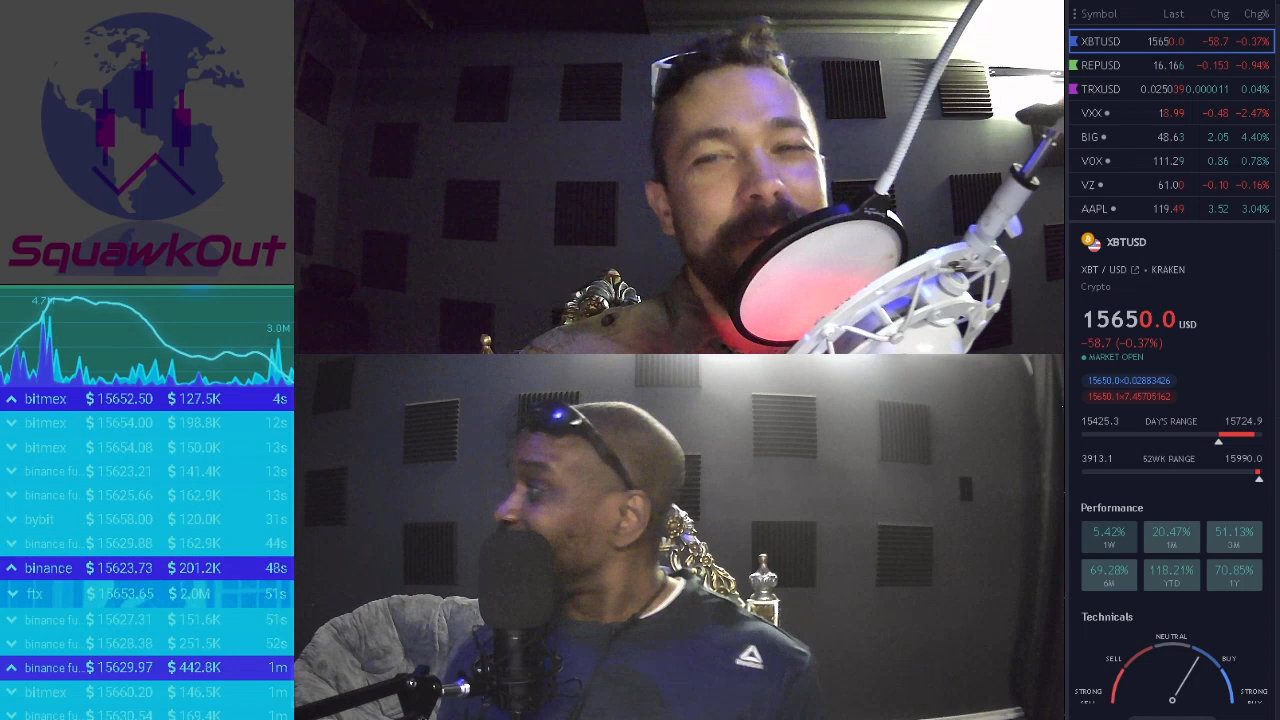 SquawkOut
4.7M
3.0M
bitmex $ 15652.50 $ 127.5K 4s
bitmex $ 15654.00 $ 198.8K 12s
bitmex $ 15654.08 $ 150.0K 13s
binance fu.. $ 15623.21 $ 141.4K 13s
binance fu.. $ 15625.66 $ 162.9K 13s
bybit $ 15658.00 $ 120.0K 31s
binance fu.. $ 15629.88 $ 162.9K 44s
binance $ 15623.73 $ 201.2K 48s
ftx $ 15653.65 $ 2.0M 51s
binance fu.. $ 15627.31 $ 151.6K 51s
binance fu.. $ 15628.38 $ 251.5K 52s
binance fu.. $ 15629.97 $ 442.8K 1m
bitmex $ 15660.20 $ 146.5K 1m
binance fu.. $ 15630.54 $ 169.4K 1m
Symbol Last Chg Chg%
XBTUSD 15650.0 −58.7 −0.37%
REPUSD 16.166 −0.153 −0.94%
TRXUSD 0.025039 0.000011 0.04%
VXX 18.99 −0.48 −2.47%
BIG 48.63 2.05 4.40%
VOX 111.29 0.86 0.78%
VZ 61.00 −0.10 −0.16%
AAPL 119.49 3.52 3.04%
XBTUSD
XBT / USD • KRAKEN
Crypto
15650.0 USD
−58.7 (−0.37%)
MARKET OPEN
15650.0×0.02883426
15650.1×7.45705162
15425.3 DAY'S RANGE 15724.9
3913.1 52WK RANGE 15990.0
Performance
5.42% 20.47% 51.13%
1W 1M 3M
69.28% 118.21% 70.85%
6M YTD 1Y
Technicals
NEUTRAL
SELL BUY
STRONG STRONG